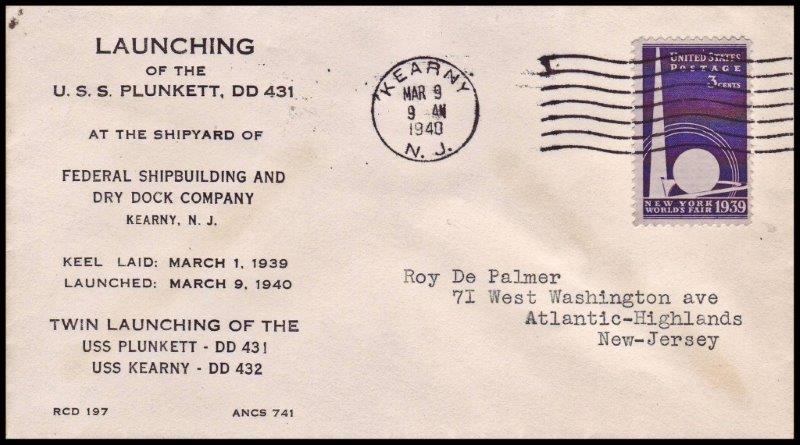 LAUNCHING
OF THE
U. S. S. PLUNKETT, DD 431
AT THE SHIPYARD OF
FEDERAL SHIPBUILDING AND
DRY DOCK COMPANY
KEARNY, N. J.
KEEL LAID: MARCH 1, 1939
LAUNCHED: MARCH 9, 1940
TWIN LAUNCHING OF THE
USS PLUNKETT - DD 431
USS KEARNY - DD 432
RCD 197 ANCS 741
KEARNY
MAR 9
9 AM
1940
N. J.
UNITED STATES
POSTAGE
3 CENTS
NEW YORK
WORLD'S FAIR 1939
Roy De Palmer
71 West Washington ave
Atlantic-Highlands
New-Jersey